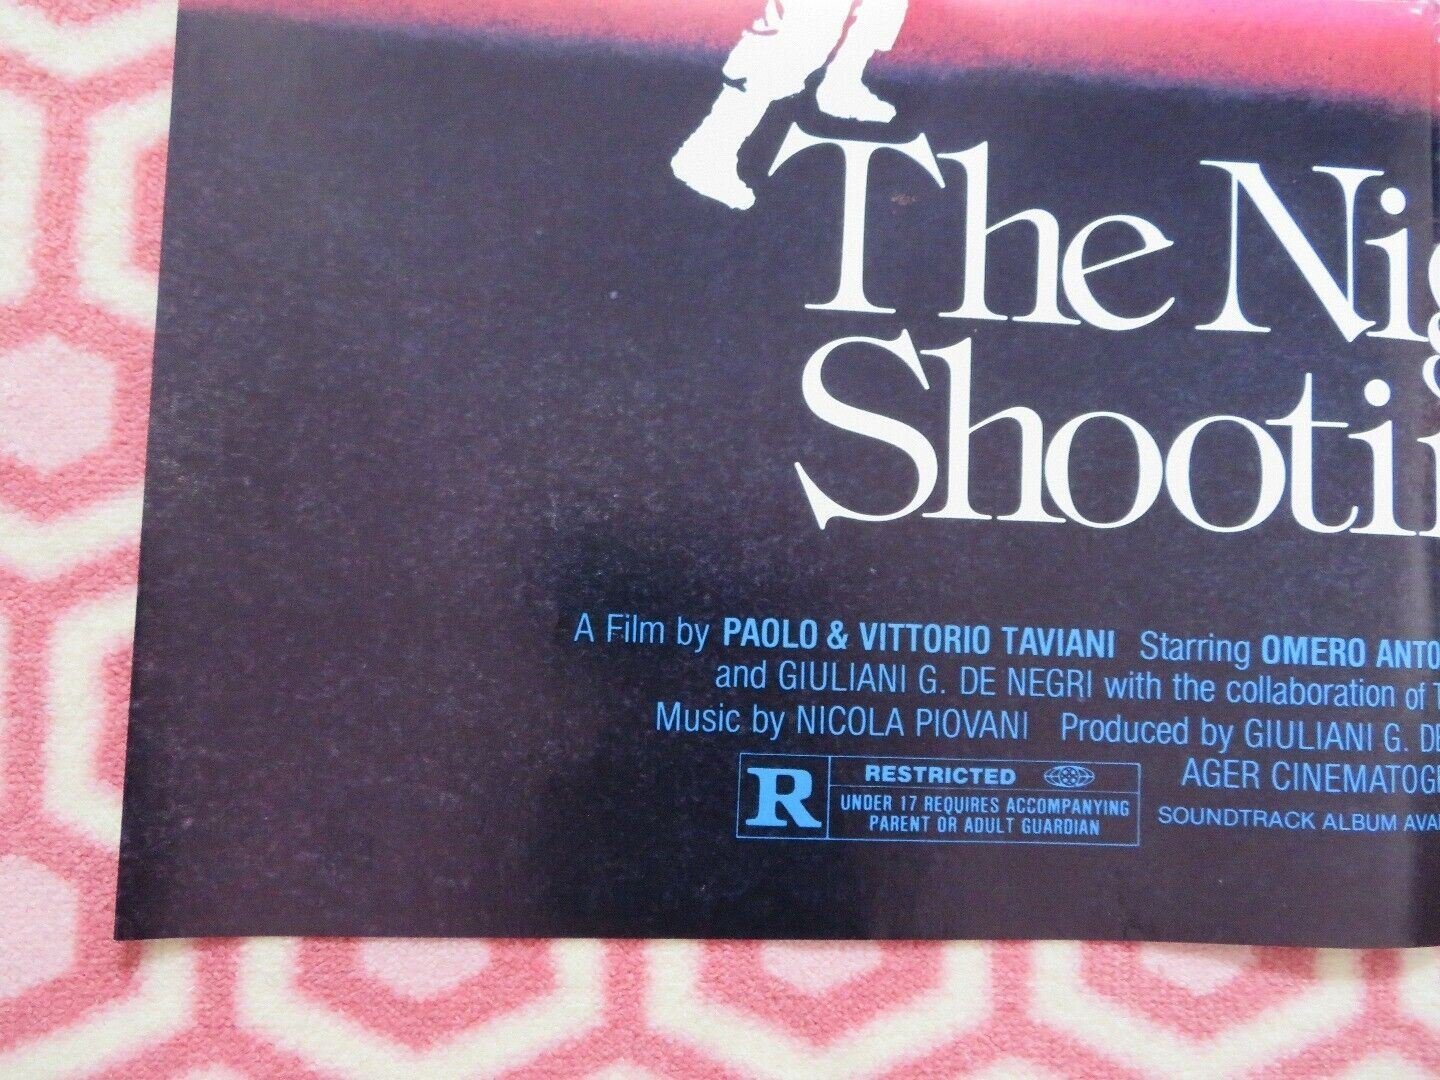 The Nig
Shooti
A Film by PAOLO & VITTORIO TAVIANI Starring OMERO ANTO
and GIULIANI G. DE NEGRI with the collaboration of T
Music by NICOLA PIOVANI Produced by GIULIANI G. DE
AGER CINEMATOG
R RESTRICTED
UNDER 17 REQUIRES ACCOMPANYING
PARENT OR ADULT GUARDIAN
SOUNDTRACK ALBUM AVA